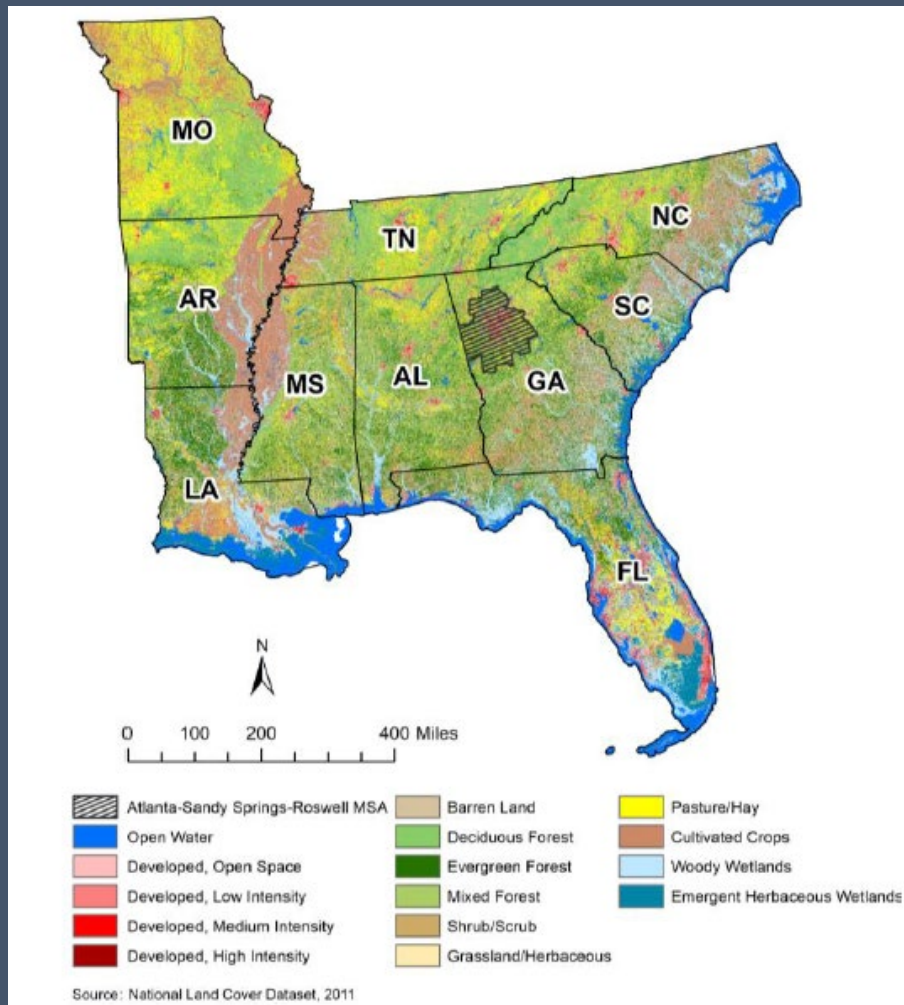 MO
NC
TN
AR
SC
MS
AL
GA
LA
FL
N
0 100 200 400 Miles
Atlanta-Sandy Springs-Roswell MSA
Open Water
Developed, Open Space
Developed, Low Intensity
Developed, Medium Intensity
Developed, High Intensity
Barren Land
Deciduous Forest
Evergreen Forest
Mixed Forest
Shrub/Scrub
Grassland/Herbaceous
Pasture/Hay
Cultivated Crops
Woody Wetlands
Emergent Herbaceous Wetlands
Source: National Land Cover Dataset, 2011